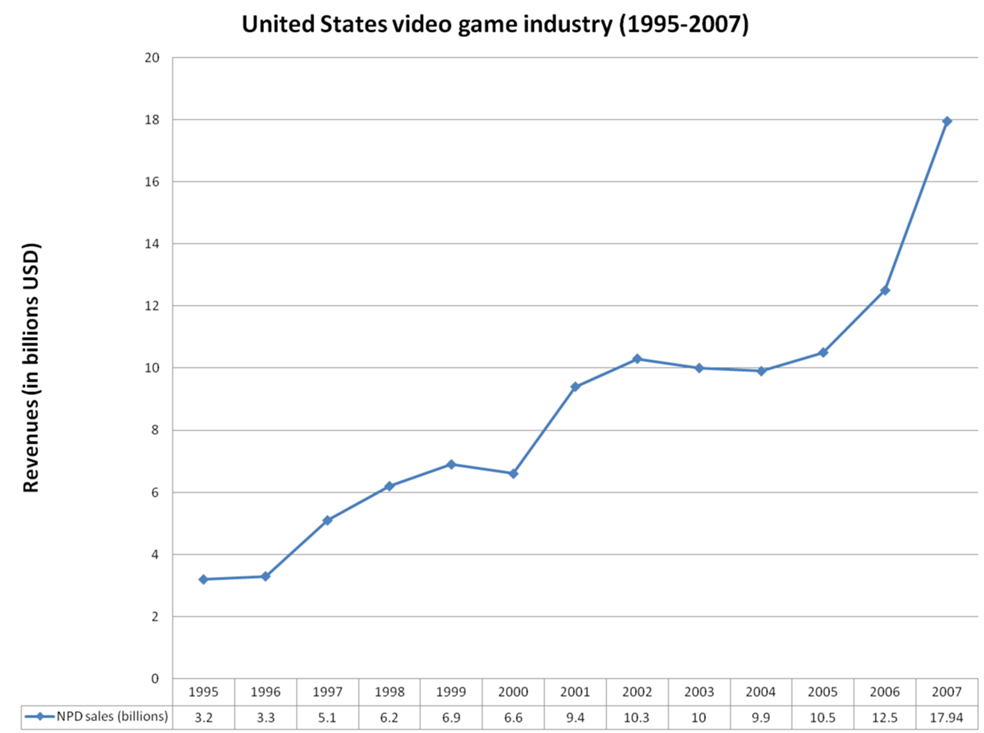 United States video game industry (1995-2007)
Revenues (in billions USD)
20
18
16
14
12
10
8
6
4
2
0
1995 1996 1997 1998 1999 2000 2001 2002 2003 2004 2005 2006 2007
NPD sales (billions) 3.2 3.3 5.1 6.2 6.9 6.6 9.4 10.3 10 9.9 10.5 12.5 17.94